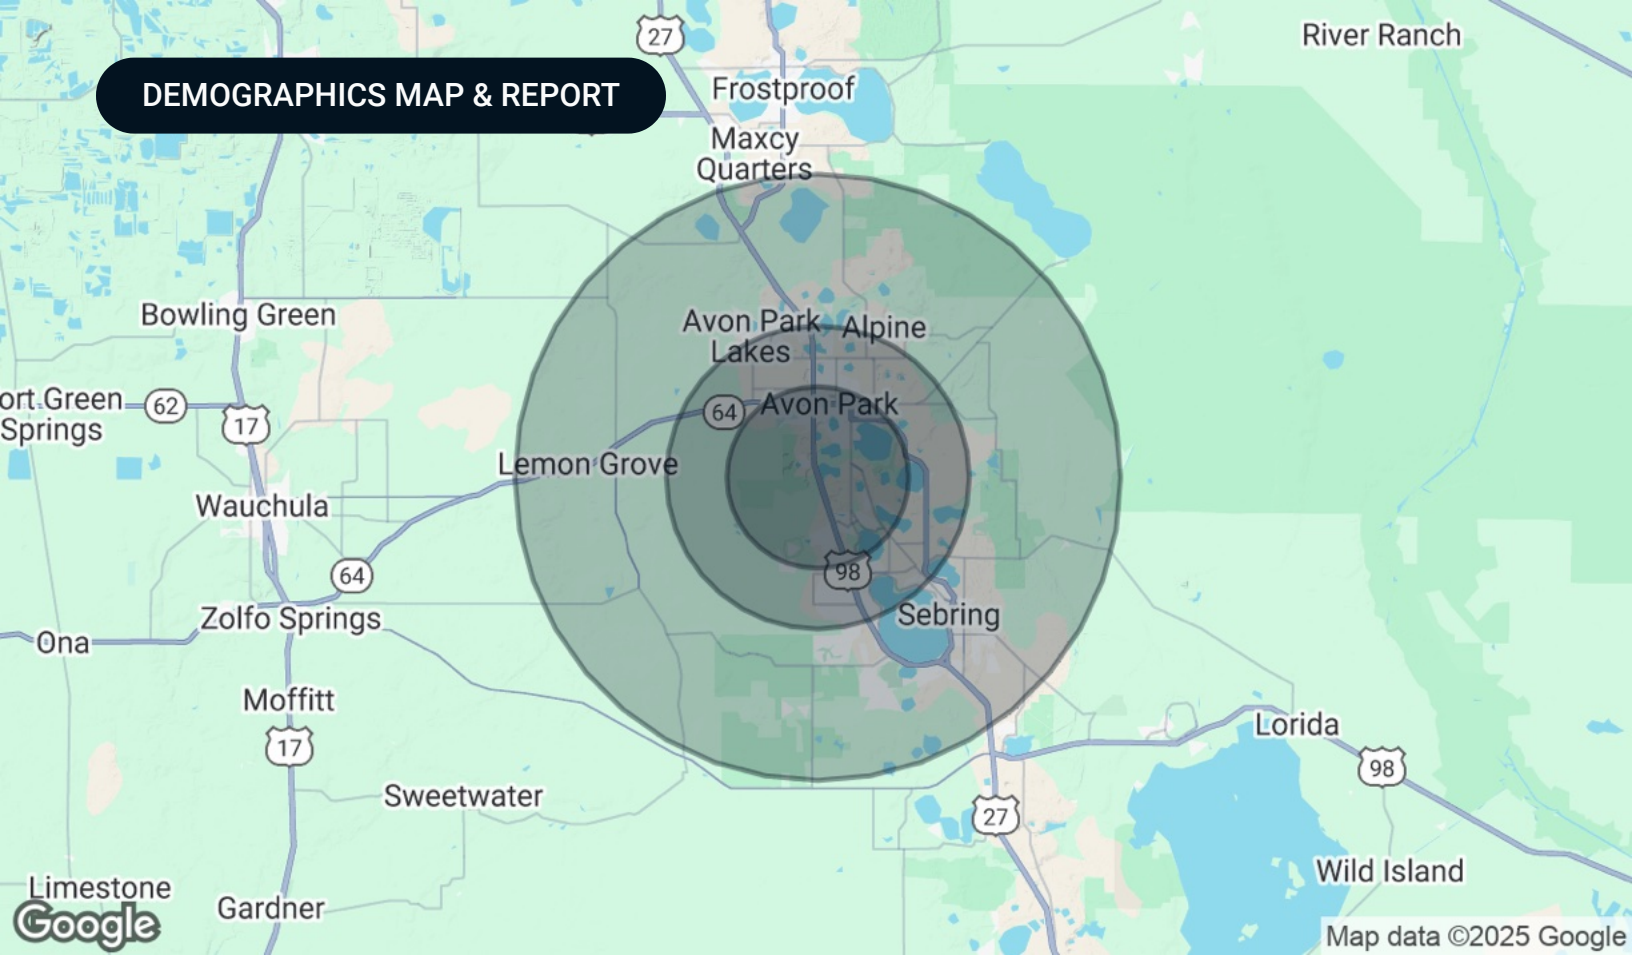 27
River Ranch
DEMOGRAPHICS MAP & REPORT
Frostproof
Maxcy
Quarters
Bowling Green
Avon Park
Lakes
Alpine
ort Green
Springs
62
17
64
Avon Park
Lemon Grove
Wauchula
64
98
Zolfo Springs
Sebring
Ona
Moffitt
17
Lorida
98
Sweetwater
27
Wild Island
Limestone
Gardner
Google
Map data ©2025 Google